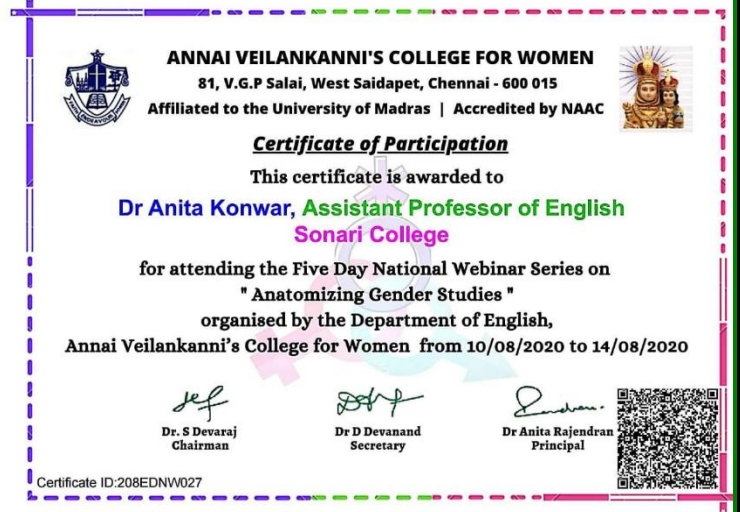 ANNAI VEILANKANNI'S COLLEGE FOR WOMEN
81, V.G.P Salai, West Saidapet, Chennai - 600 015
Affiliated to the University of Madras | Accredited by NAAC
Certificate of Participation
This certificate is awarded to
Dr Anita Konwar, Assistant Professor of English
Sonari College
for attending the Five Day National Webinar Series on
" Anatomizing Gender Studies "
organised by the Department of English,
Annai Veilankanni's College for Women from 10/08/2020 to 14/08/2020
Dr. S Devaraj
Chairman
Dr D Devanand
Secretary
Dr Anita Rajendran
Principal
Certificate ID:208EDNW027